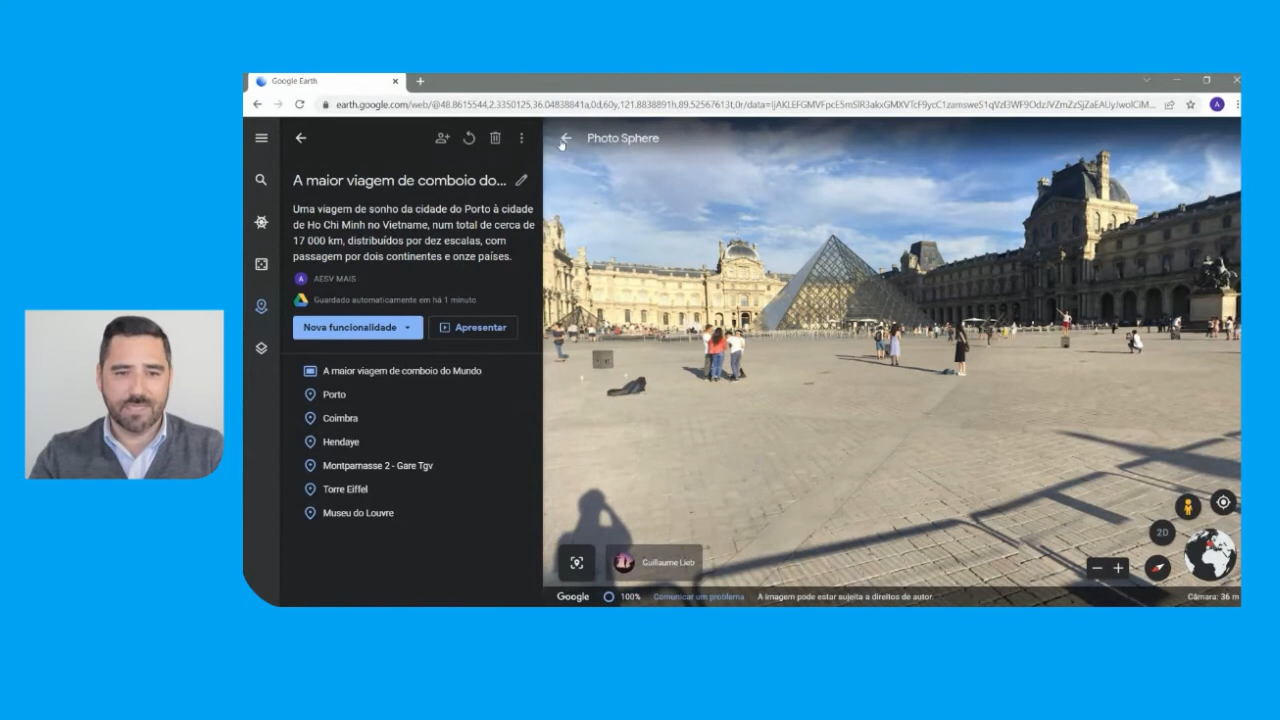 Google Earth
earth.google.com/web/@48.8615544,2.3350125,36.04838841a,0d,60y,121.8838891h,89.52567613t,0r/data=
Photo Sphere
A maior viagem de comboio do...
Uma viagem de sonho da cidade do Porto à cidade
de Ho Chi Minh no Vietname, num total de cerca de
17 000 km, distribuídos por dez escalas, com
passagem por dois continentes e onze países.
A
AESV MAIS
Guardado automaticamente em há 1 minuto
Nova funcionalidade
Apresentar
A maior viagem de comboio do Mundo
Porto
Coimbra
Hendaye
Montparnasse 2 - Gare Tgv
Torre Eiffel
Museu do Louvre
Guillaume Lieb
2D
Google
100%
Comunicar um problema
A imagem pode estar sujeita a direitos de autor.
Câmara: 36 m